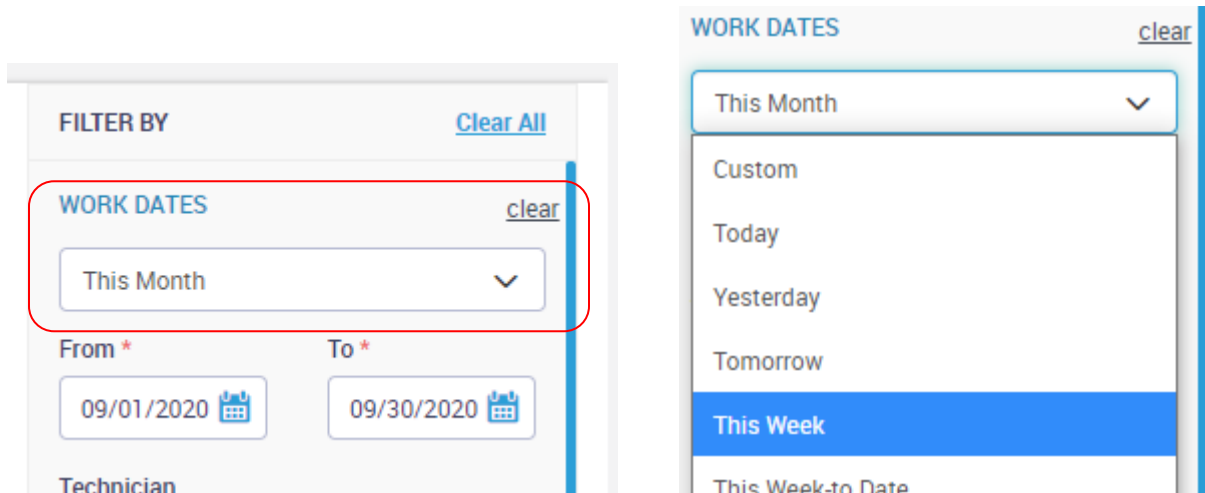 FILTER BY Clear All
WORK DATES clear
This Month
From * To *
09/01/2020 09/30/2020
Technician
WORK DATES clear
This Month
Custom
Today
Yesterday
Tomorrow
This Week
This Week-to Date